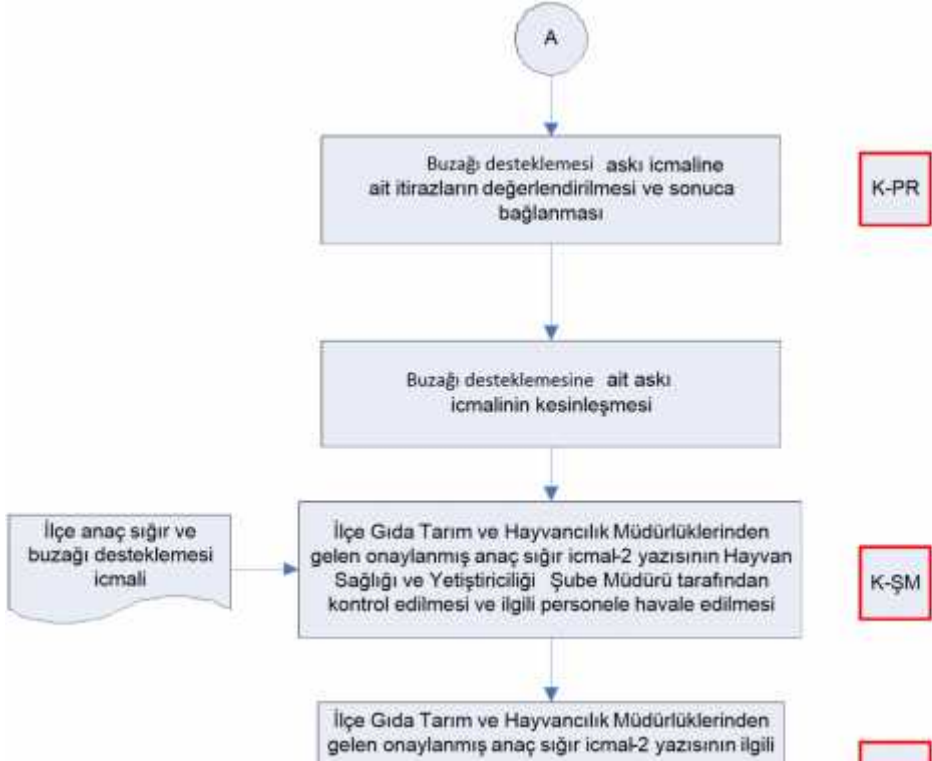 A
Buzağı desteklemesi askı icmaline
ait itirazların değerlendirilmesi ve sonuca
bağlanması
K-PR
Buzağı desteklemesine ait askı
icmalinin kesinleşmesi
İlçe anaç sığır ve
buzağı desteklemesi
icmali
İlçe Gıda Tarım ve Hayvancılık Müdürlüklerinden
gelen onaylanmış anaç sığır icmal-2 yazısının Hayvan
Sağlığı ve Yetiştiriciliği Şube Müdürü tarafından
kontrol edilmesi ve ilgili personele havale edilmesi
K-ŞM
İlçe Gıda Tarım ve Hayvancılık Müdürlüklerinden
gelen onaylanmış anaç sığır icmal-2 yazısının ilgili